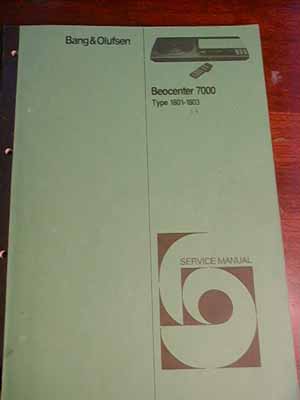 Bang&Olufsen
Beocenter 7000
Type 1801-1803
SERVICE MANUAL